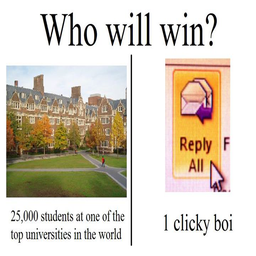 Who will win?
Reply
All
F
25,000 students at one of the
top universities in the world
1 clicky boi